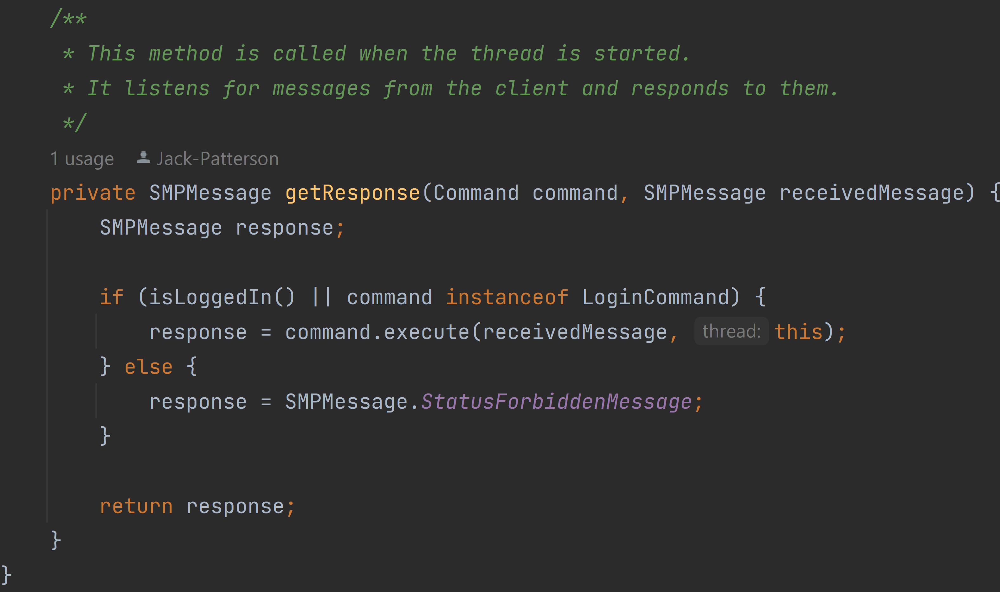 /**
* This method is called when the thread is started.
* It listens for messages from the client and responds to them.
*/
1 usage Jack-Patterson
private SMPMessage getResponse(Command command, SMPMessage receivedMessage) {
SMPMessage response;
if (isLoggedIn() || command instanceof LoginCommand) {
response = command.execute(receivedMessage, thread: this);
} else {
response = SMPMessage.StatusForbiddenMessage;
}
return response;
}
}